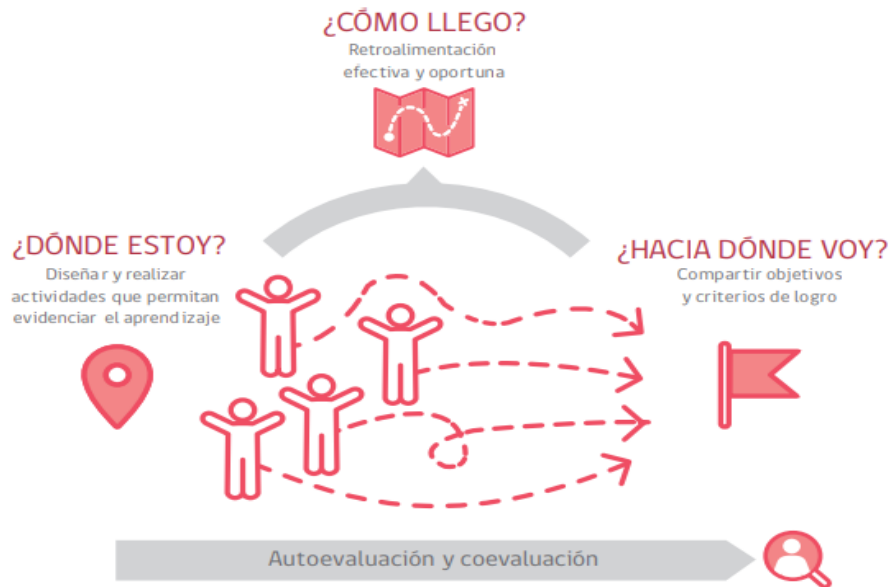 ¿CÓMO LLEGO?
Retroalimentación
efectiva y oportuna
¿DÓNDE ESTOY?
Diseñar y realizar
actividades que permitan
evidenciar el aprendizaje
¿HACIA DÓNDE VOY?
Compartir objetivos
y criterios de logro
Autoevaluación y coevaluación